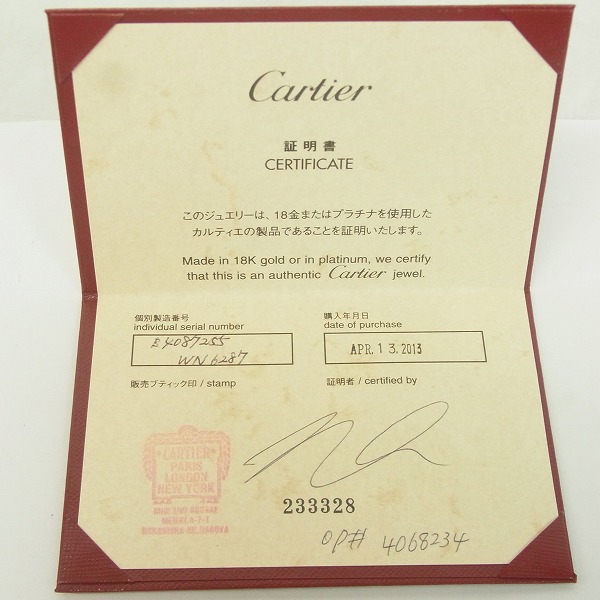 Cartier
証明書
CERTIFICATE
このジュエリーは、18金またはプラチナを使用した
カルティエの製品であることを証明いたします。
Made in 18K gold or in platinum, we certify
that this is an authentic Cartier jewel.
個別製造番号
individual serial number
E4087255
WN6287
購入年月日
date of purchase
APR. 13. 2013
販売ブティック印 / stamp
証明者 / certified by
CARTIER
PARIS
LONDON
NEW YORK
233328
OP# 4068234